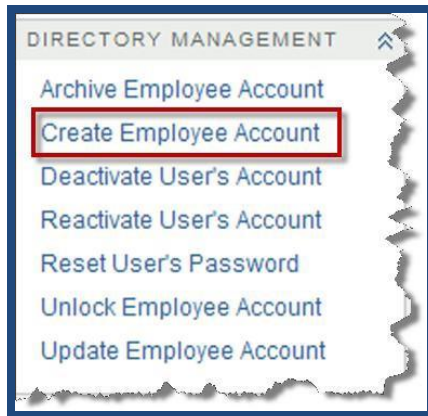 DIRECTORY MANAGEMENT
Archive Employee Account
Create Employee Account
Deactivate User's Account
Reactivate User's Account
Reset User's Password
Unlock Employee Account
Update Employee Account